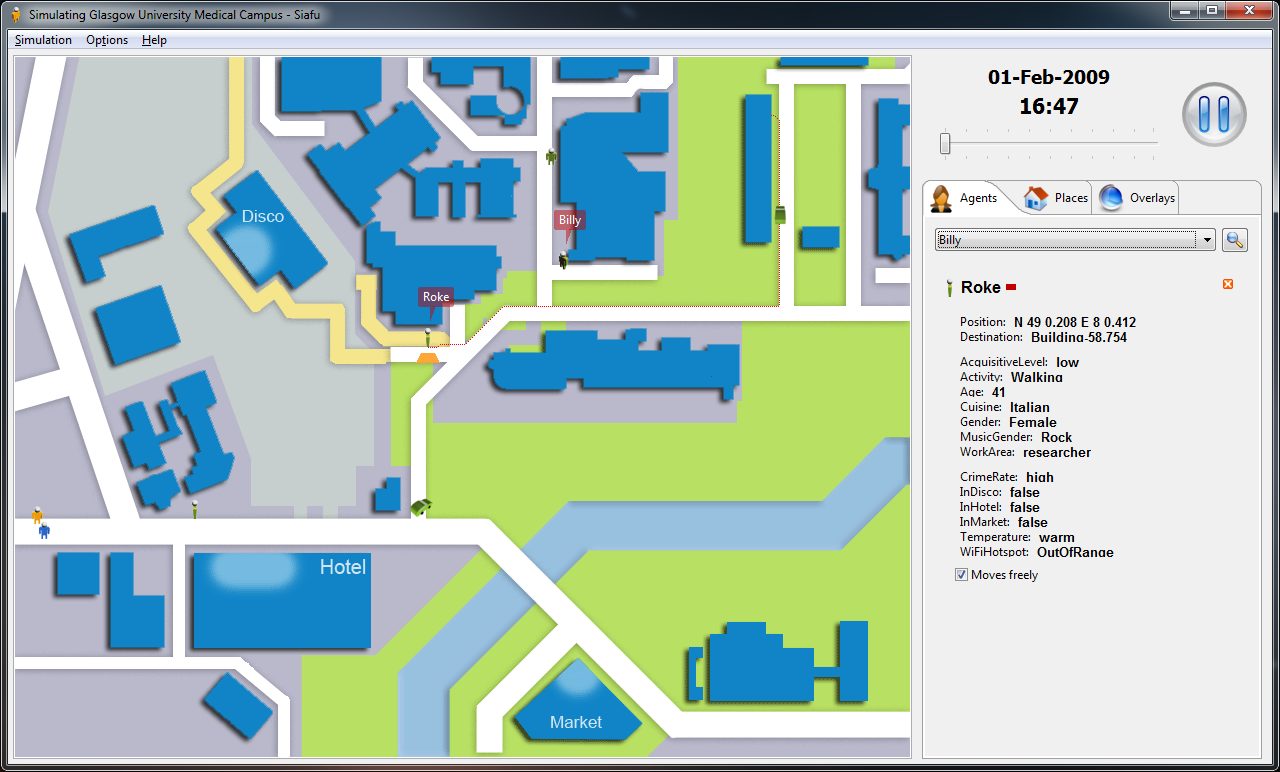 Simulating Glasgow University Medical Campus - Siafu
Simulation Options Help
Disco
Billy
Roke
Hotel
Market
01-Feb-2009
16:47
Agents Places Overlays
Billy
Roke
Position: N 49 0.208 E 8 0.412
Destination: Building-58.754
AcquisitiveLevel: low
Activity: Walking
Age: 41
Cuisine: Italian
Gender: Female
MusicGender: Rock
WorkArea: researcher
CrimeRate: high
InDisco: false
InHotel: false
InMarket: false
Temperature: warm
WiFiHotspot: OutOfRange
Moves freely